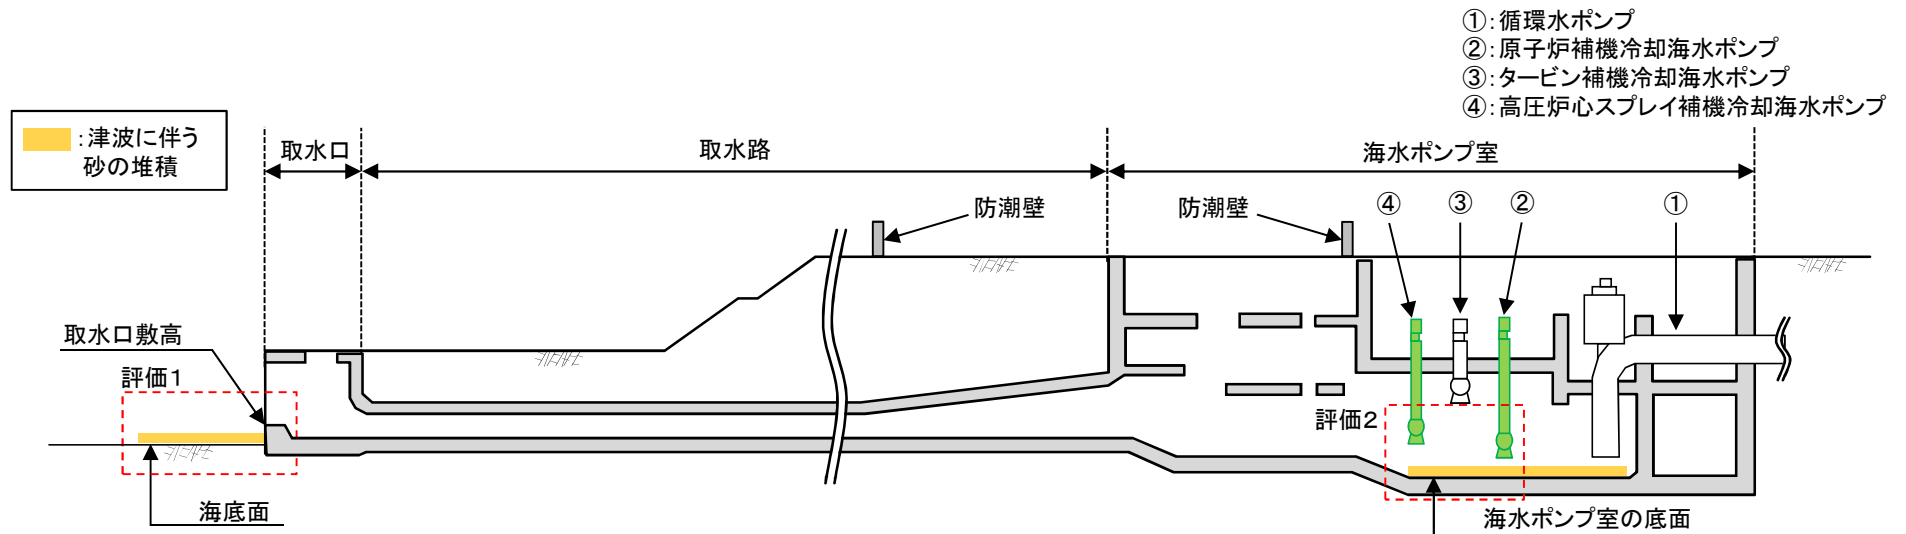 ①：循環水ポンプ
②：原子炉補機冷却海水ポンプ
③：タービン補機冷却海水ポンプ
④：高圧炉心スプレイ補機冷却海水ポンプ
：津波に伴う
砂の堆積
取水口
取水路
海水ポンプ室
防潮壁
防潮壁
④
③
②
①
取水口敷高
評価１
評価２
海底面
海水ポンプ室の底面